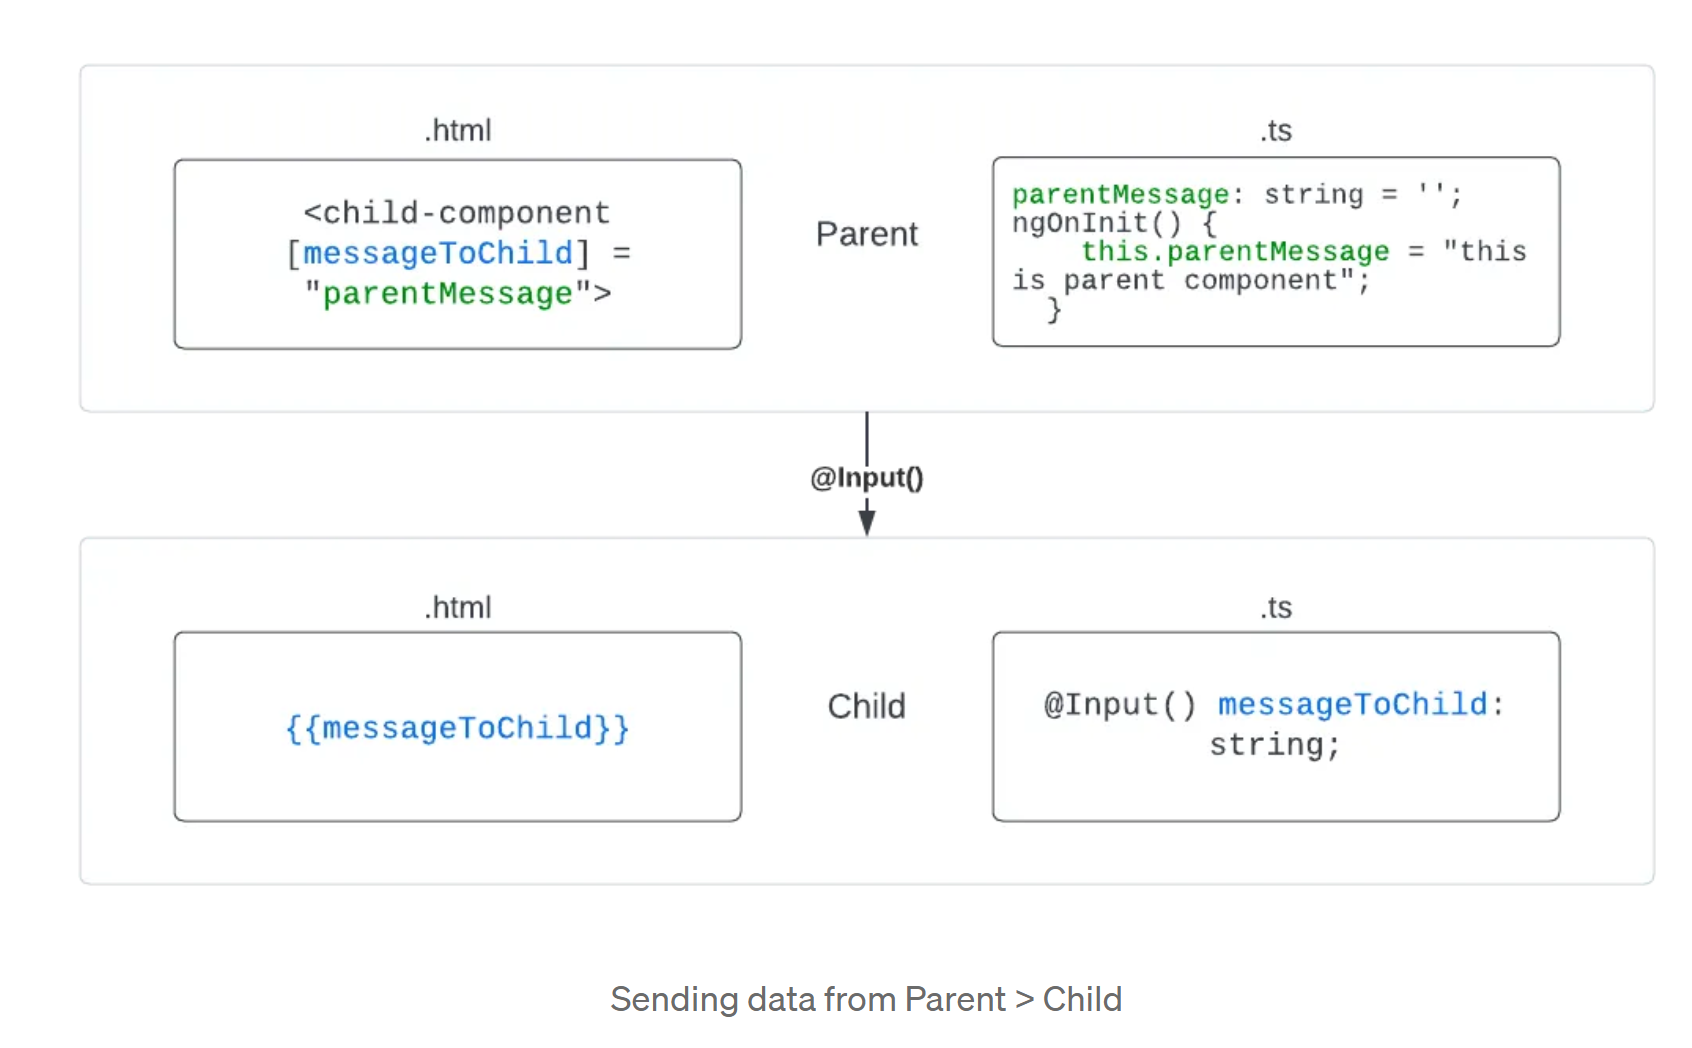 .html
<child-component
[messageToChild] =
"parentMessage">
Parent
.ts
parentMessage: string = '';
ngOnInit() {
    this.parentMessage = "this
is parent component";
  }
@Input()
.html
{{messageToChild}}
Child
.ts
@Input() messageToChild:
string;
Sending data from Parent > Child